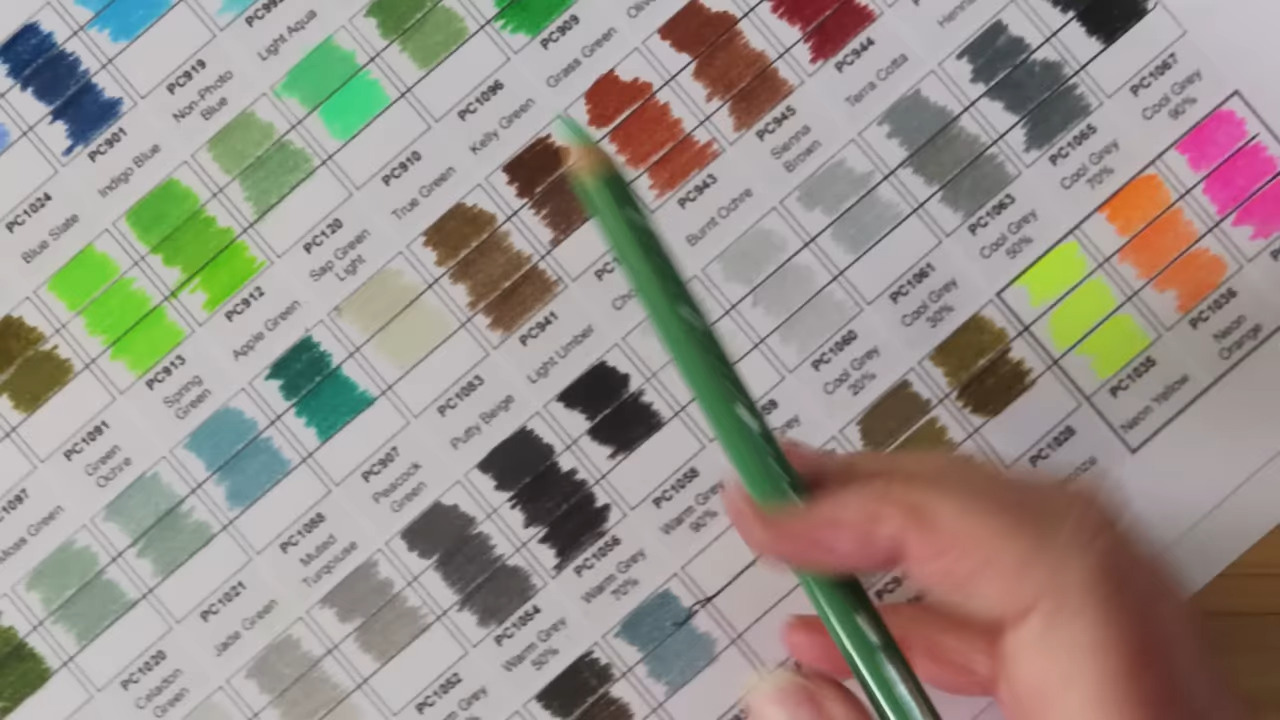 PC919
Non-Photo
Blue
Light Aqua
PC909
Grass Green
PC944
Terra Cotta
PC1067
Cool Grey
90%
PC901
Indigo Blue
PC1096
Kelly Green
PC945
Sienna
Brown
PC1065
Cool Grey
70%
PC1024
Blue Slate
PC910
True Green
PC943
Burnt Ochre
PC1063
Cool Grey
50%
PC120
Sap Green
Light
PC1061
Cool Grey
30%
PC1036
Neon
Orange
PC912
Apple Green
PC941
Light Umber
PC1060
Cool Grey
20%
PC1035
Neon Yellow
PC913
Spring
Green
PC1083
Putty Beige
PC1091
Green
Ochre
PC907
Peacock
Green
PC1058
Warm Grey
90%
PC1028
PC1088
Muted
Turquoise
PC1056
Warm Grey
70%
PC1021
Jade Green
PC1054
Warm Grey
50%
PC1020
Celadon
Green
PC1052